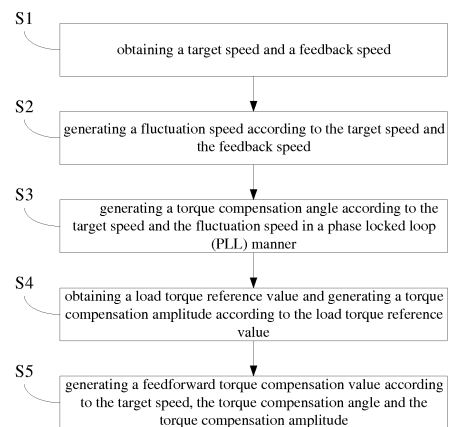 S1
obtaining a target speed and a feedback speed
S2
generating a fluctuation speed according to the target speed and
the feedback speed
S3
generating a torque compensation angle according to the
target speed and the fluctuation speed in a phase locked loop
(PLL) manner
S4
obtaining a load torque reference value and generating a torque
compensation amplitude according to the load torque reference
value
S5
generating a feedforward torque compensation value according
to the target speed, the torque compensation angle and the
torque compensation amplitude